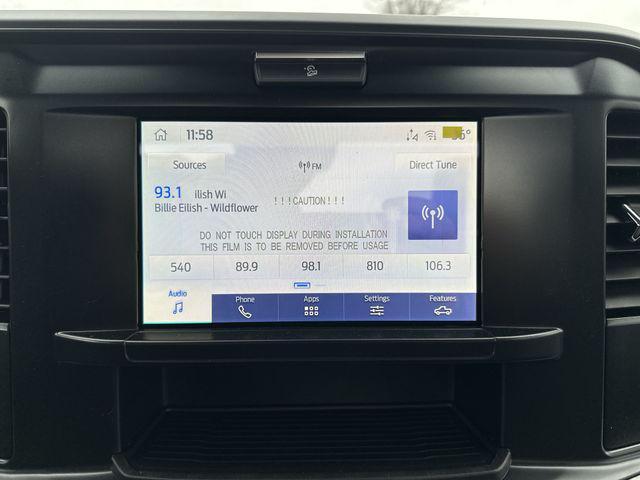 11:58
Sources
FM
Direct Tune
93.1 ilish Wi
Billie Eilish - Wildflower
!!!CAUTION!!!
DO NOT TOUCH DISPLAY DURING INSTALLATION
THIS FILM IS TO BE REMOVED BEFORE USAGE
540 89.9 98.1 810 106.3
Audio Phone Apps Settings Features